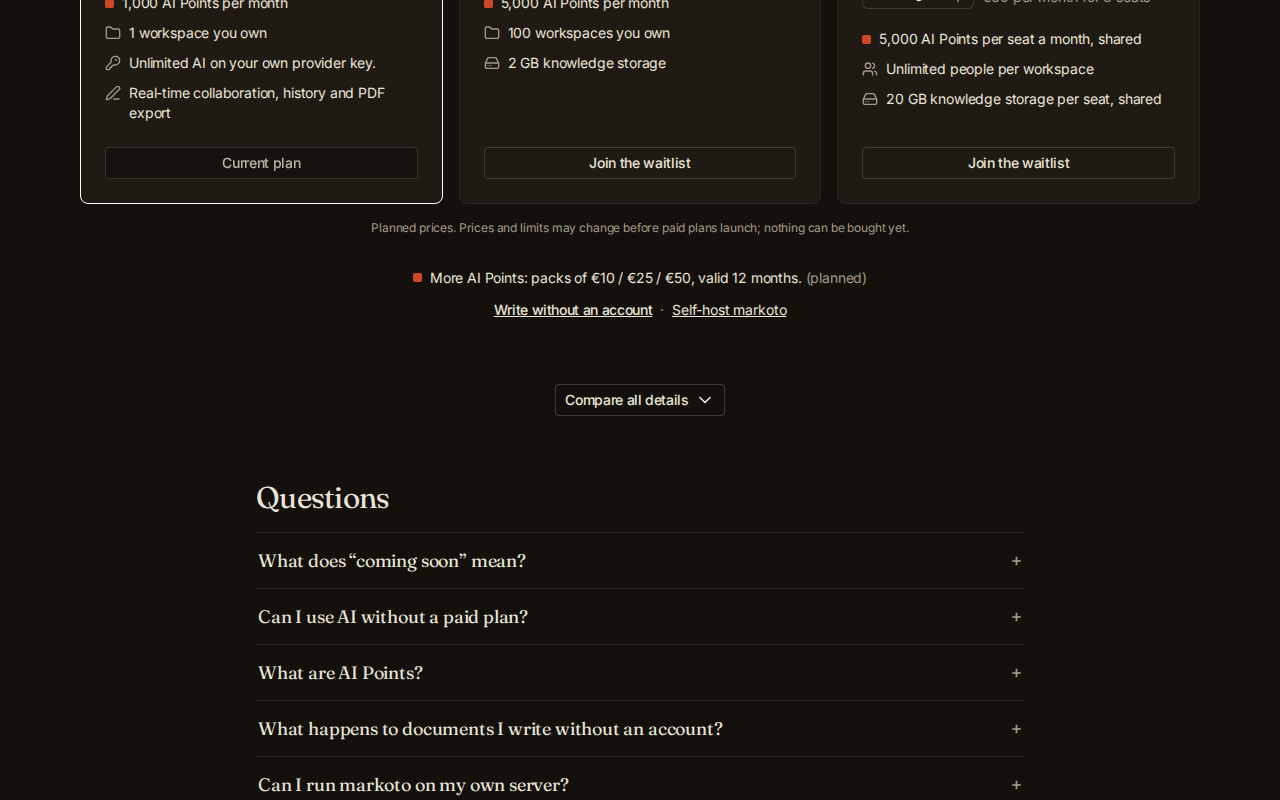 1,000 AI Points per month
1 workspace you own
Unlimited AI on your own provider key.
Real-time collaboration, history and PDF
export
Current plan
5,000 AI Points per month
100 workspaces you own
2 GB knowledge storage
Join the waitlist
5,000 AI Points per seat a month, shared
Unlimited people per workspace
20 GB knowledge storage per seat, shared
Join the waitlist
Planned prices. Prices and limits may change before paid plans launch; nothing can be bought yet.
More AI Points: packs of €10 / €25 / €50, valid 12 months. (planned)
Write without an account · Self-host markoto
Compare all details
Questions
What does “coming soon” mean?
+
Can I use AI without a paid plan?
+
What are AI Points?
+
What happens to documents I write without an account?
+
Can I run markoto on my own server?
+